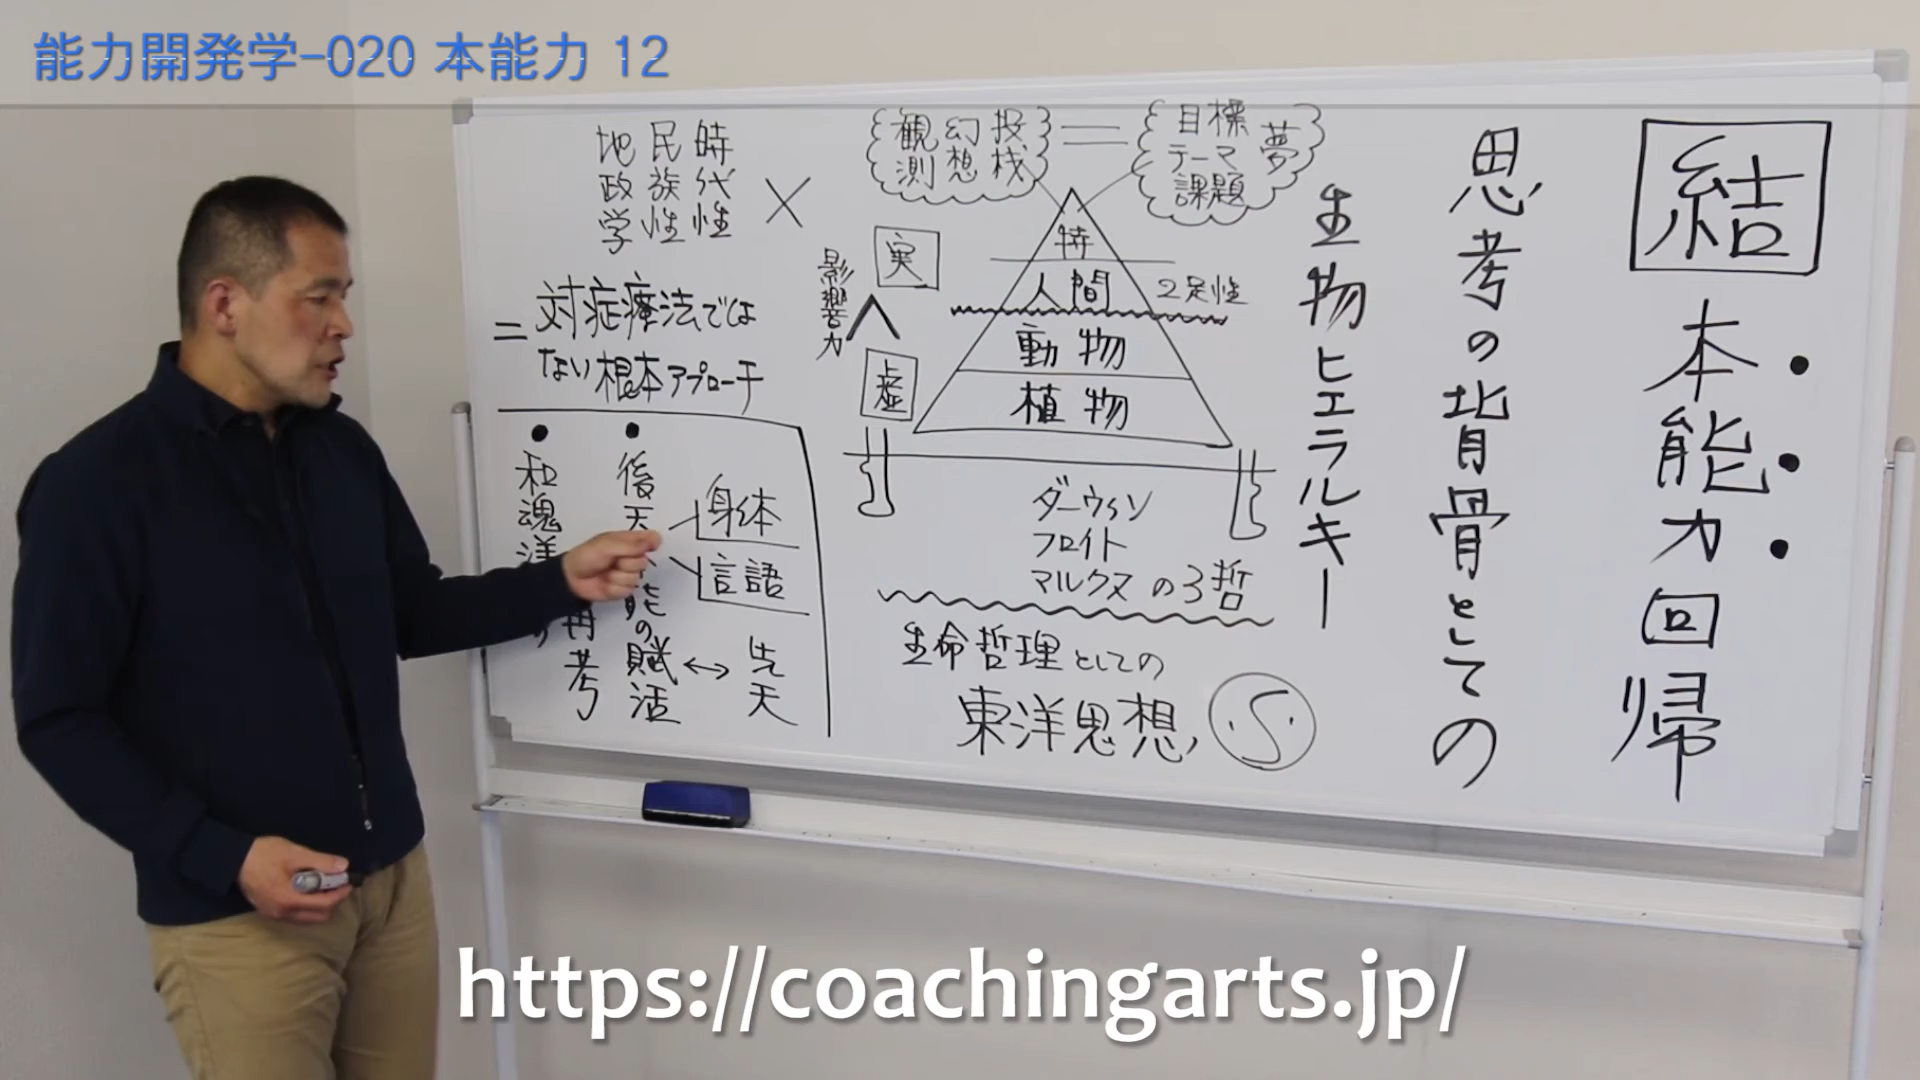 能力開発学-020 本能力 12
結
本能力回帰
思考の背骨としての
生物ヒエラルキー
目標
テーマ
課題
夢
=
観測
幻想
投桟
特
人間
2足性
動物
植物
実
影響力
虚
ダーウィン
フロイト
マルクスの3哲
生命哲理としての
東洋思想
S
時代性
民族性
地政学
×
=対症療法では
ない根本アプローチ
身体
言語
・後天
能の賦活↔先天
・和魂洋
再考
https://coachingarts.jp/